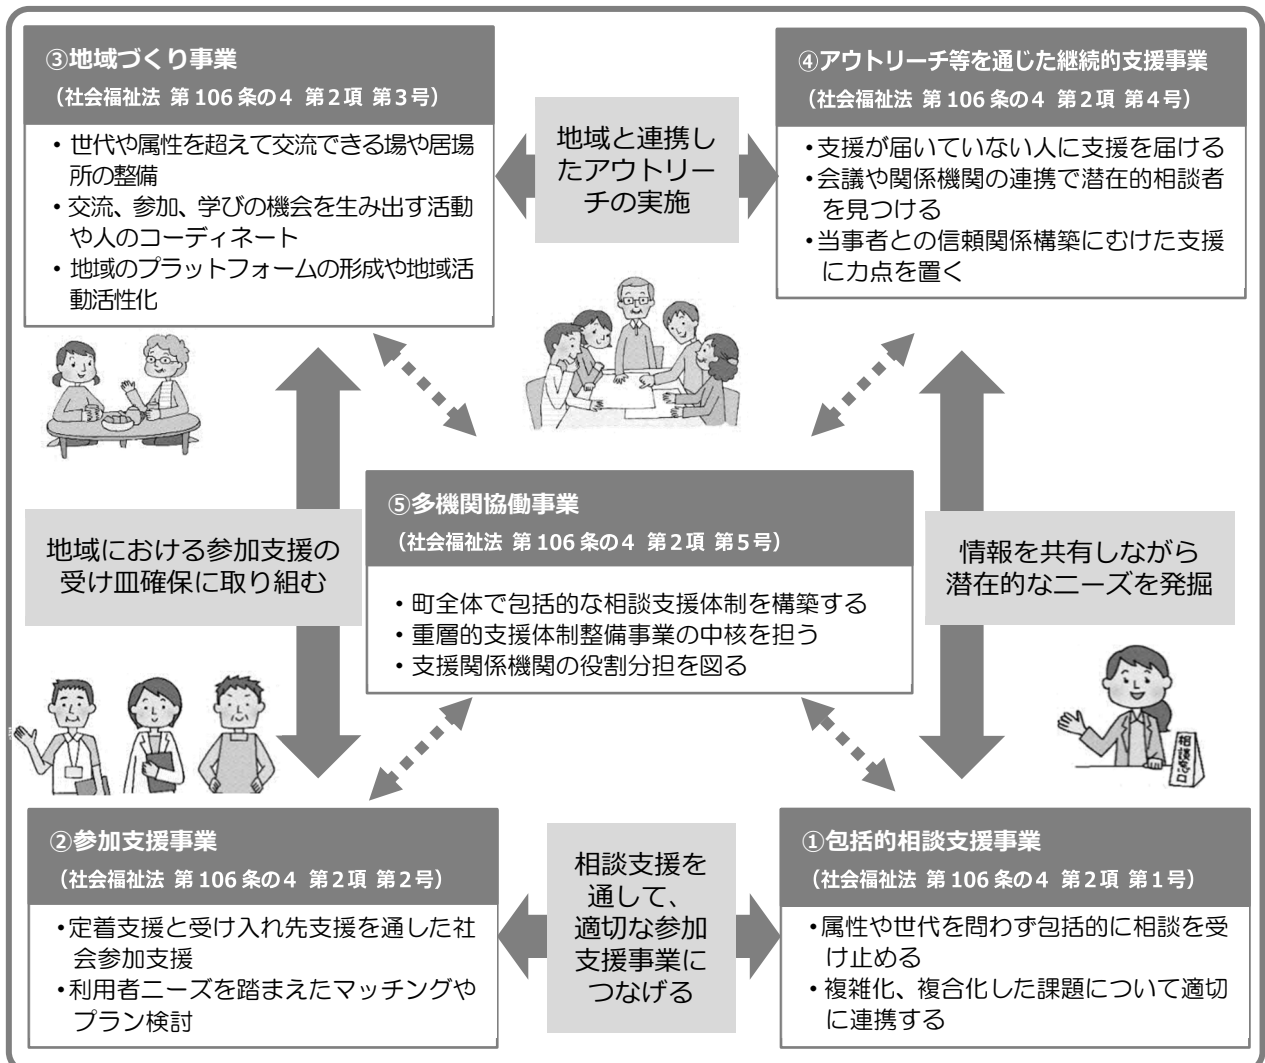 ③地域づくり事業
（社会福祉法 第106条の4 第2項 第3号）
・世代や属性を超えて交流できる場や居場
所の整備
・交流、参加、学びの機会を生み出す活動
や人のコーディネート
・地域のプラットフォームの形成や地域活
動活性化
地域と連携し
たアウトリー
チの実施
④アウトリーチ等を通じた継続的支援事業
（社会福祉法 第106条の4 第2項 第4号）
・支援が届いていない人に支援を届ける
・会議や関係機関の連携で潜在的相談者
を見つける
・当事者との信頼関係構築にむけた支援
に力点を置く
地域における参加支援の
受け皿確保に取り組む
⑤多機関協働事業
（社会福祉法 第106条の4 第2項 第5号）
・町全体で包括的な相談支援体制を構築する
・重層的支援体制整備事業の中核を担う
・支援関係機関の役割分担を図る
情報を共有しながら
潜在的なニーズを発掘
相談窓口
②参加支援事業
（社会福祉法 第106条の4 第2項 第2号）
・定着支援と受け入れ先支援を通した社
会参加支援
・利用者ニーズを踏まえたマッチングや
プラン検討
相談支援を
通して、
適切な参加
支援事業に
つなげる
①包括的相談支援事業
（社会福祉法 第106条の4 第2項 第1号）
・属性や世代を問わず包括的に相談を受
け止める
・複雑化、複合化した課題について適切
に連携する